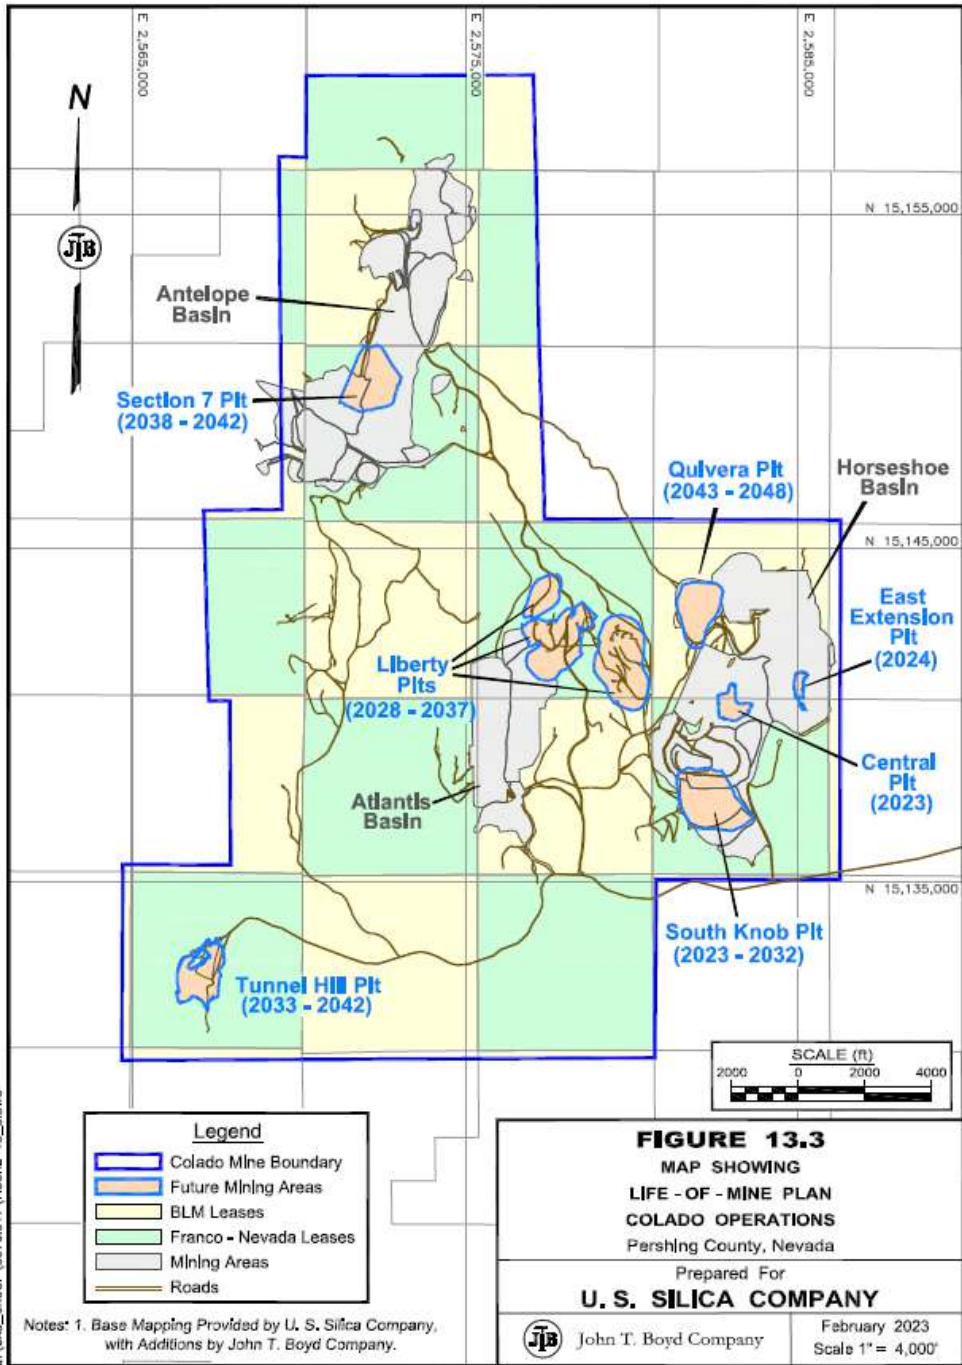 E 2,565,000
E 2,575,000
E 2,585,000
N
JTB
N 15,155,000
Antelope
Basin
Section 7 Pit
(2038 - 2042)
Quivera Pit
(2043 - 2048)
Horseshoe
Basin
N 15,145,000
East
Extension
Pit
(2024)
Liberty
Pits
(2028 - 2037)
Central
Pit
(2023)
Atlantis
Basin
N 15,135,000
South Knob Pit
(2023 - 2032)
Tunnel Hill Pit
(2033 - 2042)
SCALE (ft)
2000 0 2000 4000
Legend
Colado Mine Boundary
Future Mining Areas
BLM Leases
Franco - Nevada Leases
Mining Areas
Roads
Notes: 1. Base Mapping Provided by U. S. Silica Company,
with Additions by John T. Boyd Company.
FIGURE 13.3
MAP SHOWING
LIFE - OF - MINE PLAN
COLADO OPERATIONS
Pershing County, Nevada
Prepared For
U. S. SILICA COMPANY
JTB John T. Boyd Company
February 2023
Scale 1" = 4,000'